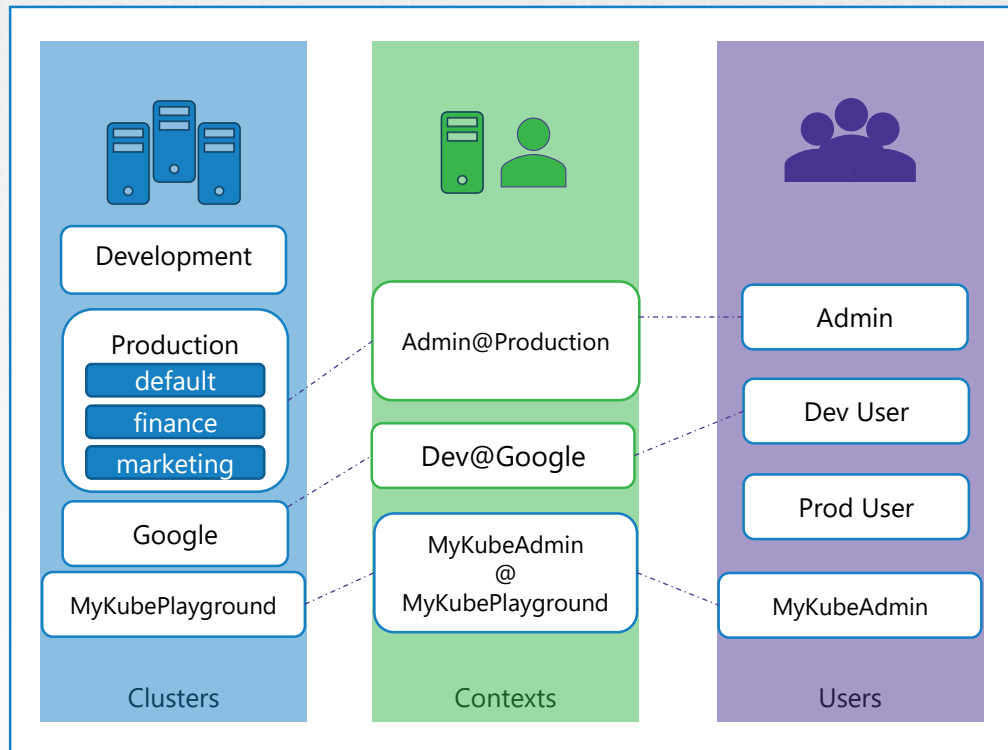 Development
Production
default
finance
marketing
Google
MyKubePlayground
Clusters
Admin@Production
Dev@Google
MyKubeAdmin
@
MyKubePlayground
Contexts
Admin
Dev User
Prod User
MyKubeAdmin
Users